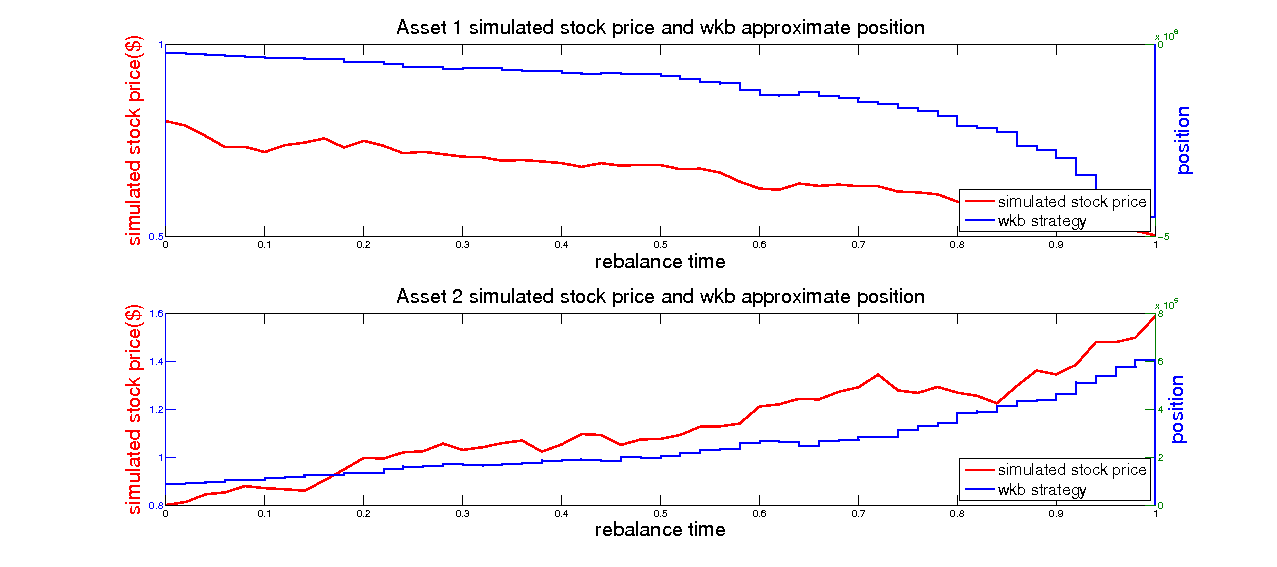 Asset 1 simulated stock price and wkb approximate position
simulated stock price($)
1
0.5
0
-5
position
simulated stock price
wkb strategy
0 0.1 0.2 0.3 0.4 0.5 0.6 0.7 0.8 0.9 1
rebalance time
Asset 2 simulated stock price and wkb approximate position
simulated stock price($)
1.6
1.4
1.2
1
0.8
8
6
4
2
0
position
simulated stock price
wkb strategy
0 0.1 0.2 0.3 0.4 0.5 0.6 0.7 0.8 0.9 1
rebalance time